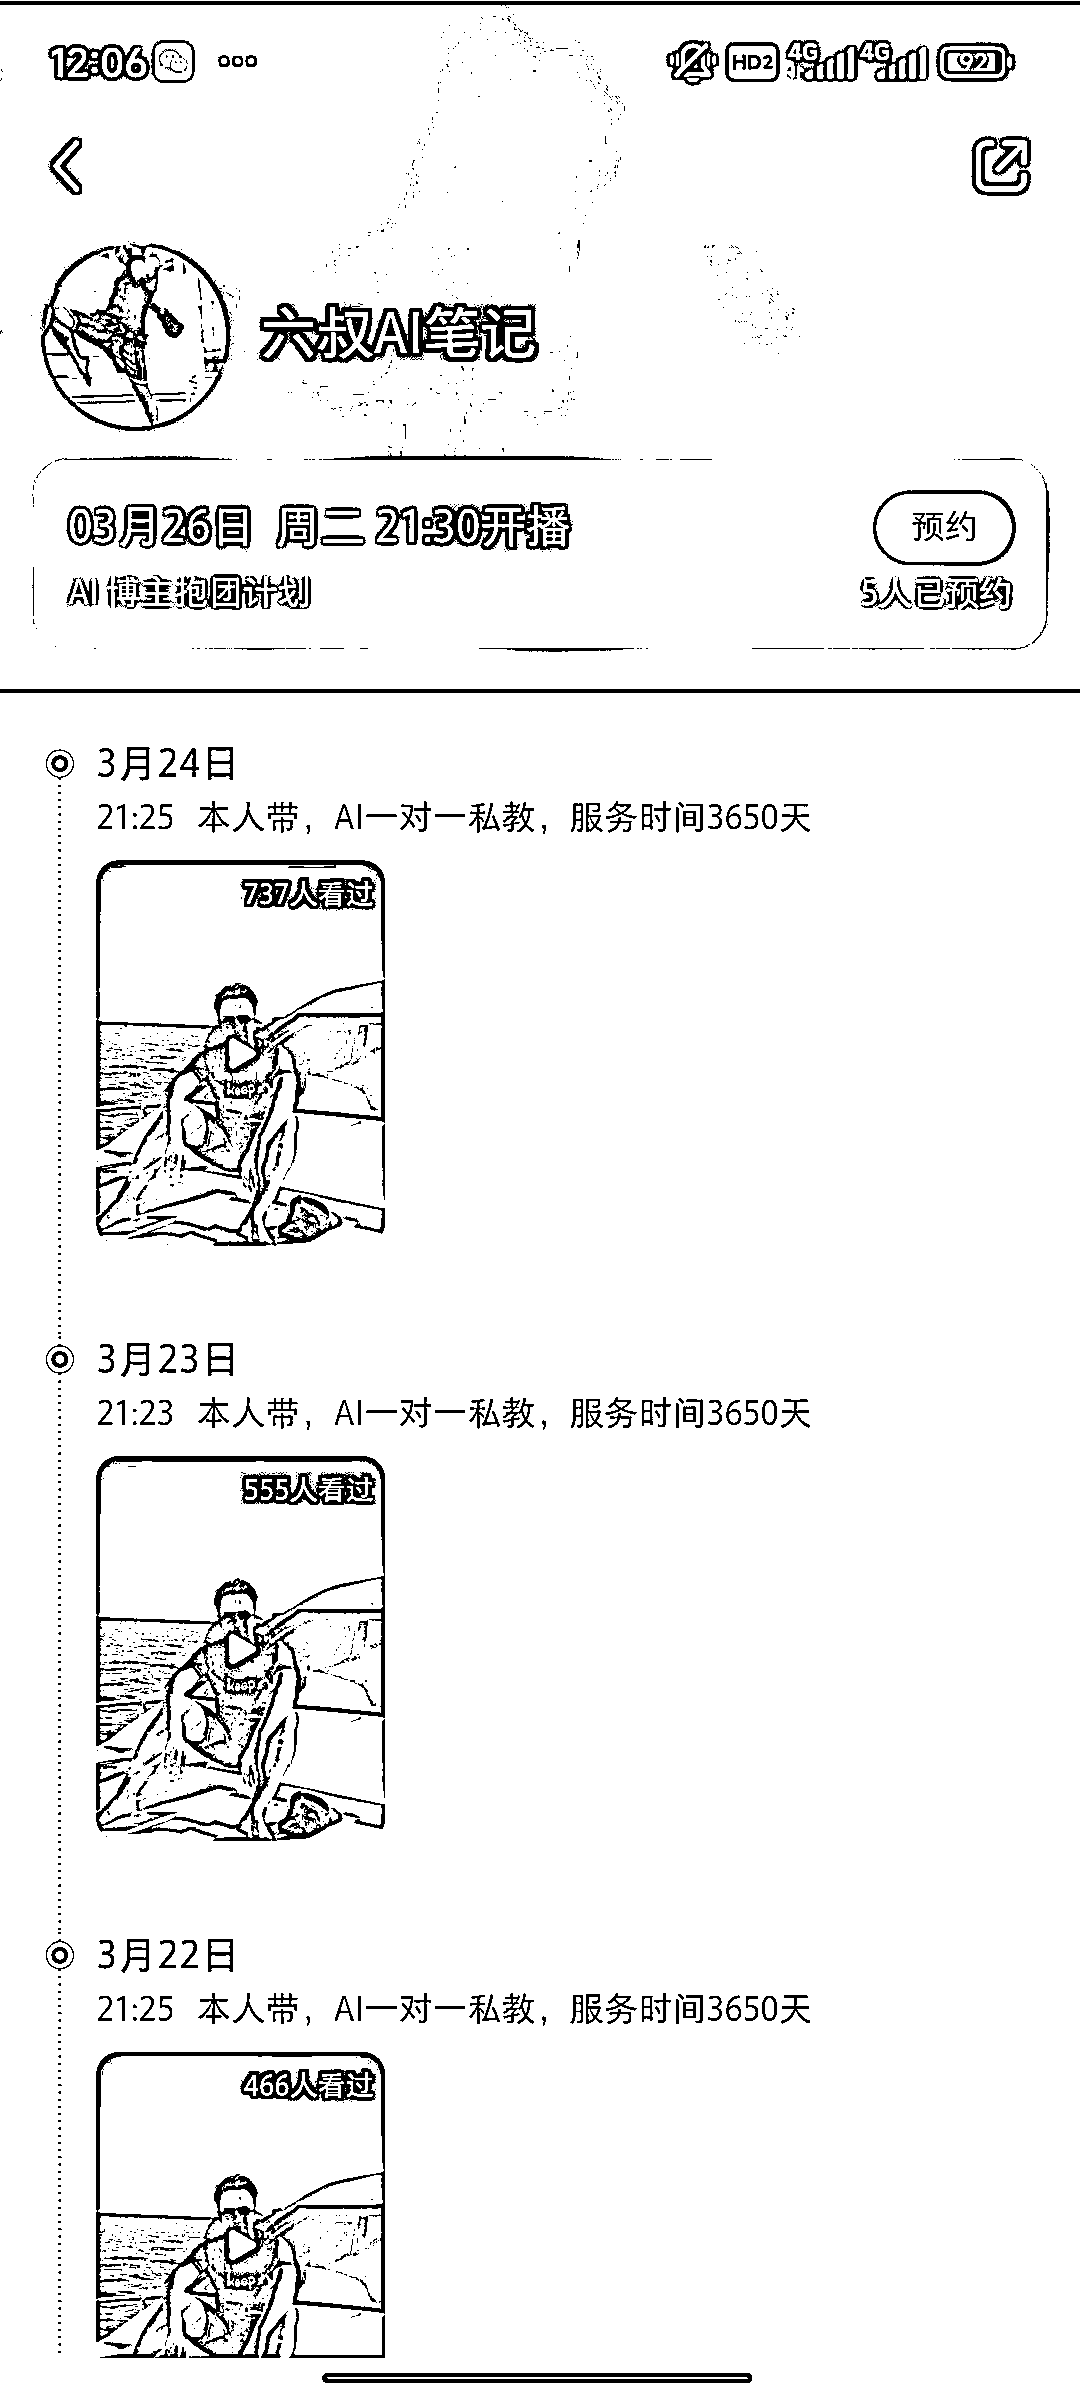 12:06
HD2 4G 4G 92
六叔AI笔记
03月26日 周二 21:30开播
预约
AI 博主抱团计划
5人已预约
3月24日
21:25 本人带，AI一对一私教，服务时间3650天
737人看过
keep
3月23日
21:23 本人带，AI一对一私教，服务时间3650天
555人看过
keep
3月22日
21:25 本人带，AI一对一私教，服务时间3650天
466人看过
keep